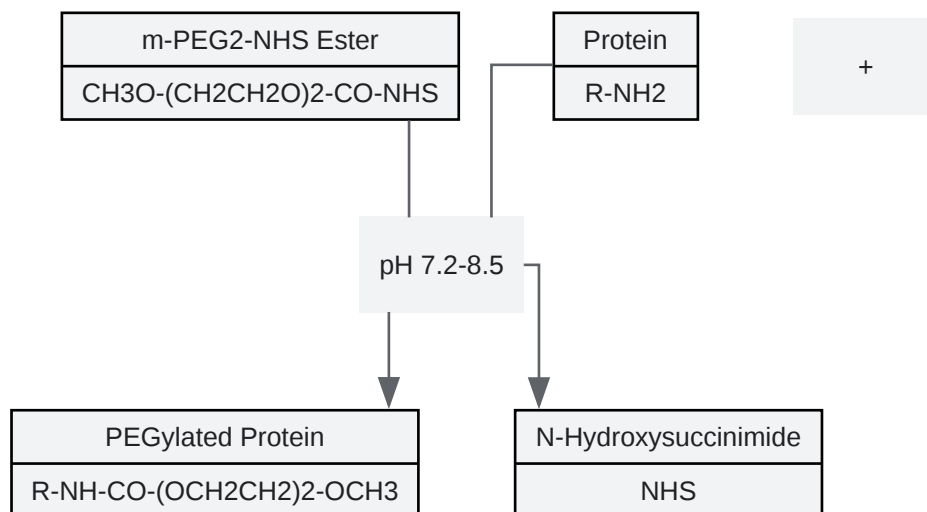 m-PEG2-NHS Ester
CH3O-(CH2CH2O)2-CO-NHS
Protein
R-NH2
+
pH 7.2-8.5
PEGylated Protein
R-NH-CO-(OCH2CH2)2-OCH3
N-Hydroxysuccinimide
NHS